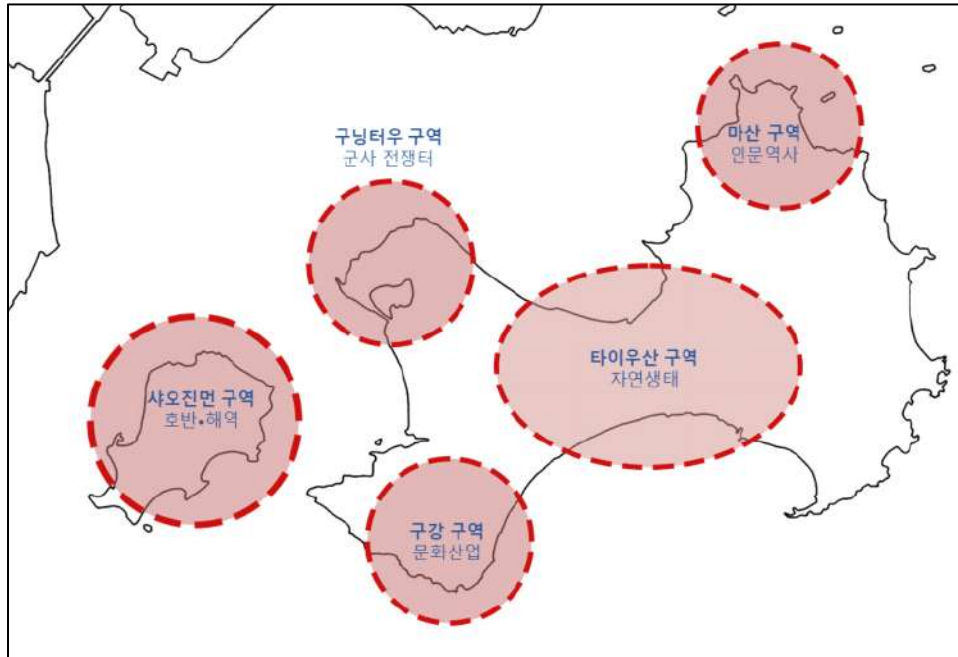 구닝터우 구역
군사 전쟁터
마산 구역
인문역사
타이우산 구역
자연생태
샤오진먼 구역
호반•해역
구강 구역
문화산업